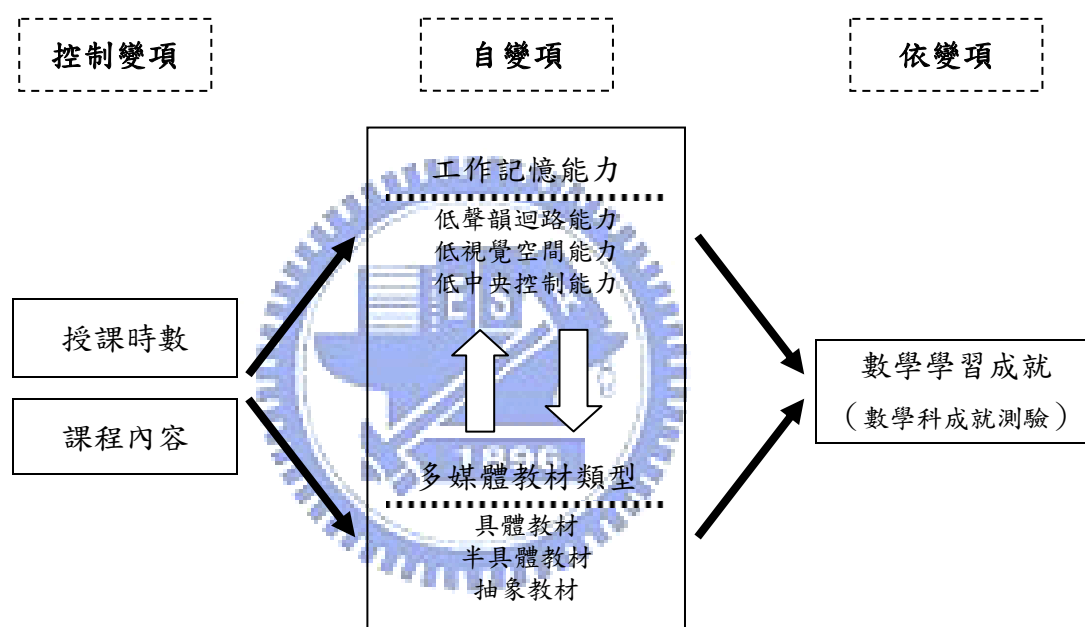 控制變項
自變項
依變項
工作記憶能力
低聲韻迴路能力
低視覺空間能力
低中央控制能力
ES
授課時數
課程內容
數學學習成就
（數學科成就測驗）
1896
多媒體教材類型
具體教材
半具體教材
抽象教材